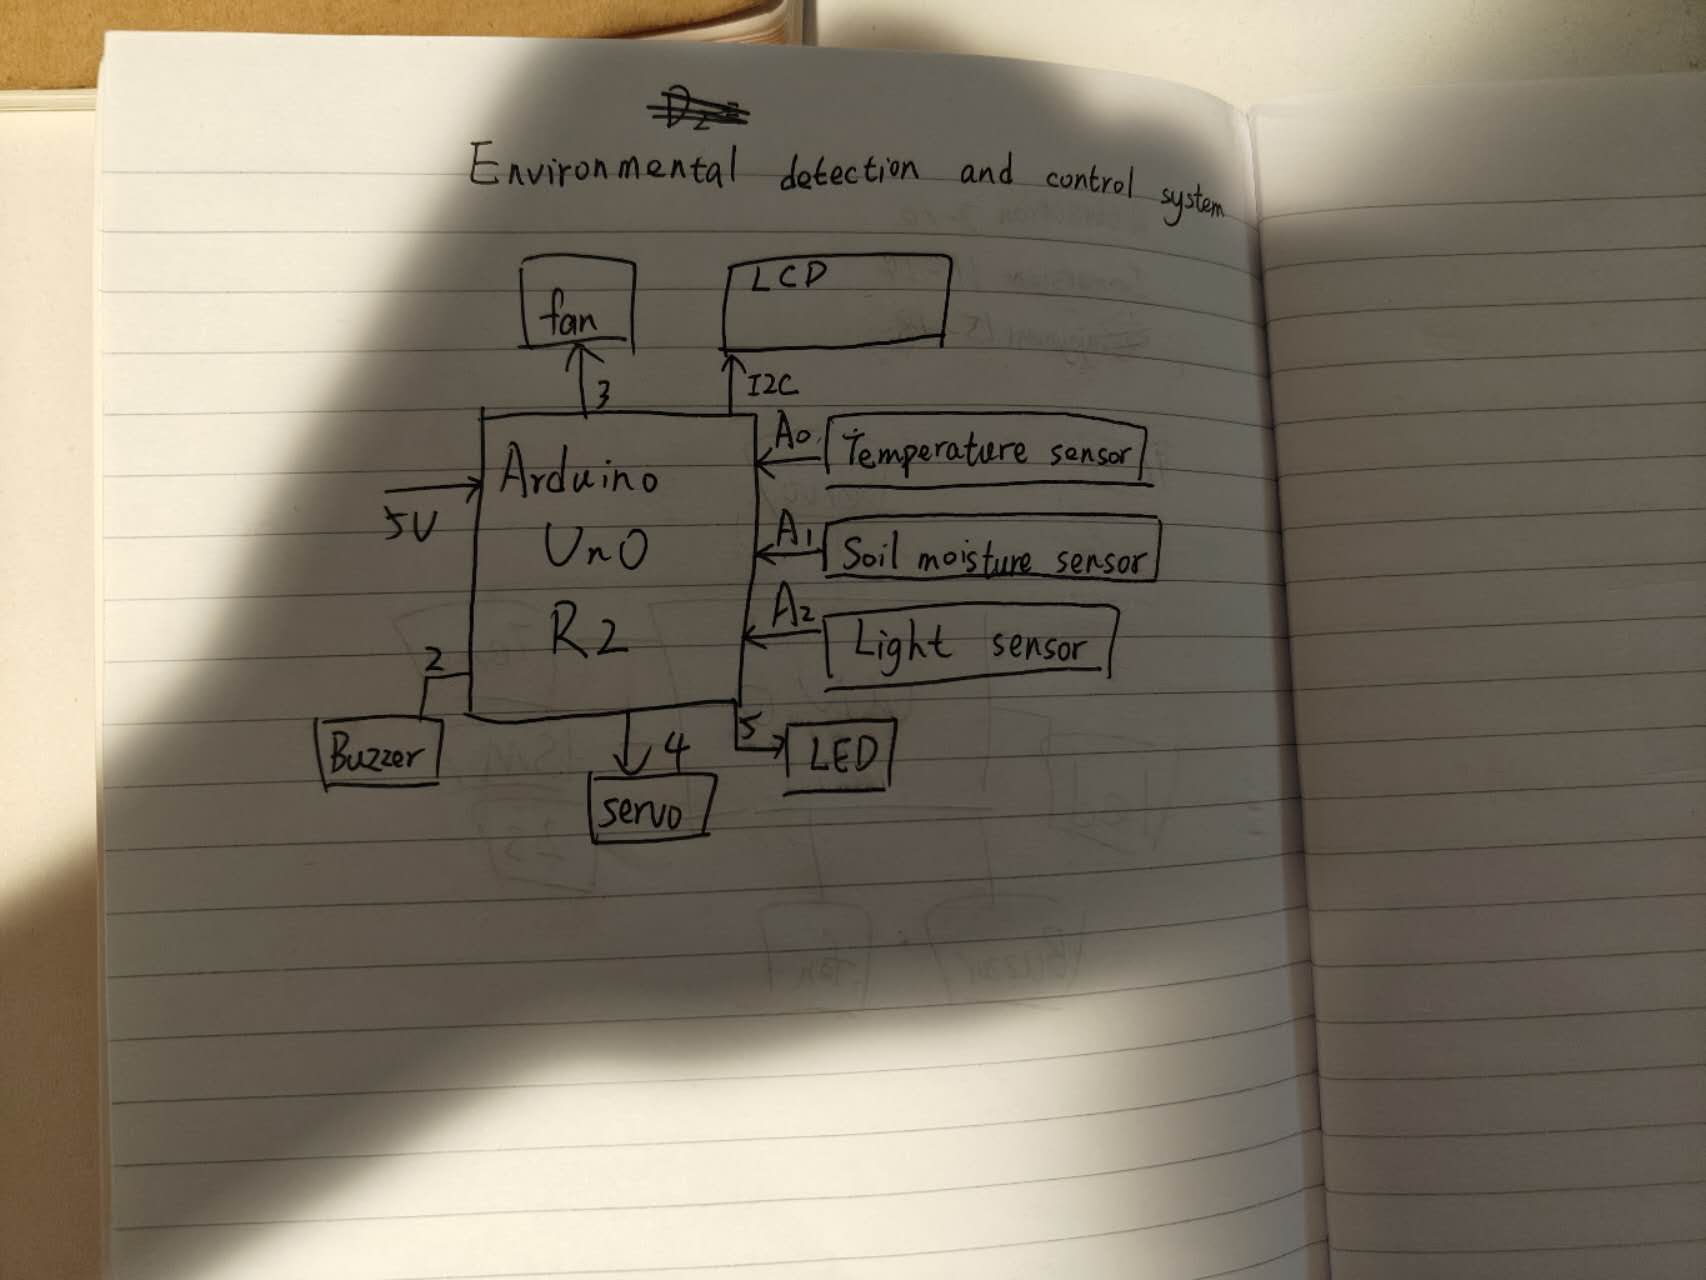 Environmental detection and control system
fan
LCD
3
I2C
Arduino
Uno
R2
5V
A0
Temperature sensor
A1
Soil moisture sensor
A2
Light sensor
2
Buzzer
4
servo
5
LED